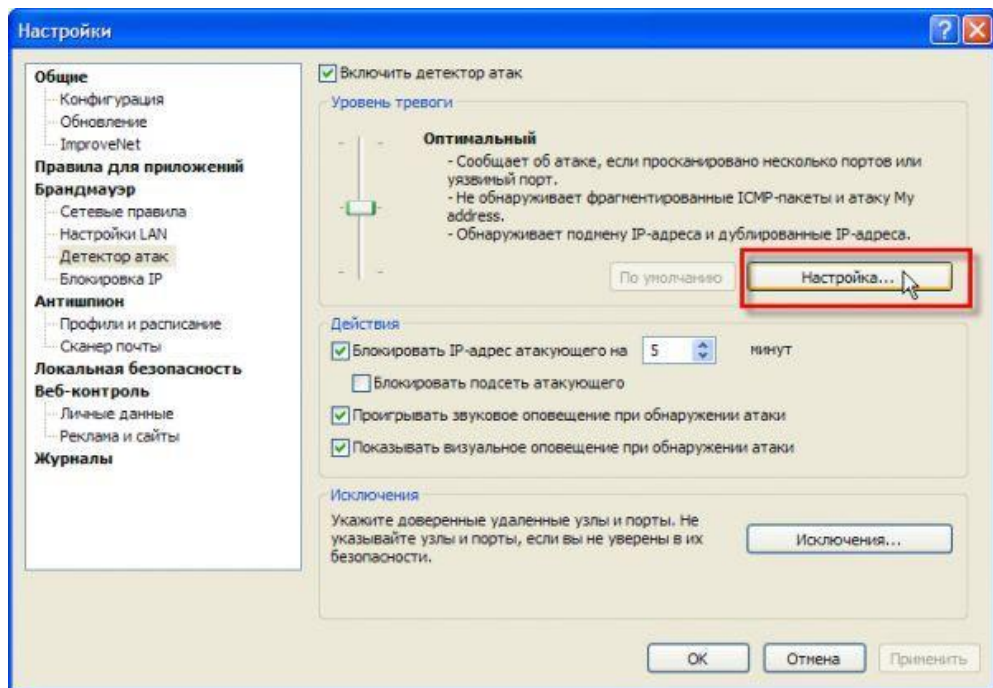 Настройки
Общие
Конфигурация
Обновление
ImproveNet
Правила для приложений
Брандмауэр
Сетевые правила
Настройки LAN
Детектор атак
Блокировка IP
Антишпион
Профили и расписание
Сканер почты
Локальная безопасность
Веб-контроль
Личные данные
Реклама и сайты
Журналы
Включить детектор атак
Уровень тревоги
Оптимальный
- Сообщает об атаке, если просканировано несколько портов или
уязвимый порт.
- Не обнаруживает фрагментированные ICMP-пакеты и атаку My
address.
- Обнаруживает подмену IP-адреса и дублированные IP-адреса.
По умолчанию
Настройка...
Действия
Блокировать IP-адрес атакующего на 5 минут
Блокировать подсеть атакующего
Проигрывать звуковое оповещение при обнаружении атаки
Показывать визуальное оповещение при обнаружении атаки
Исключения
Укажите доверенные удаленные узлы и порты. Не
указывайте узлы и порты, если вы не уверены в их
безопасности.
Исключения...
ОК
Отмена
Применить